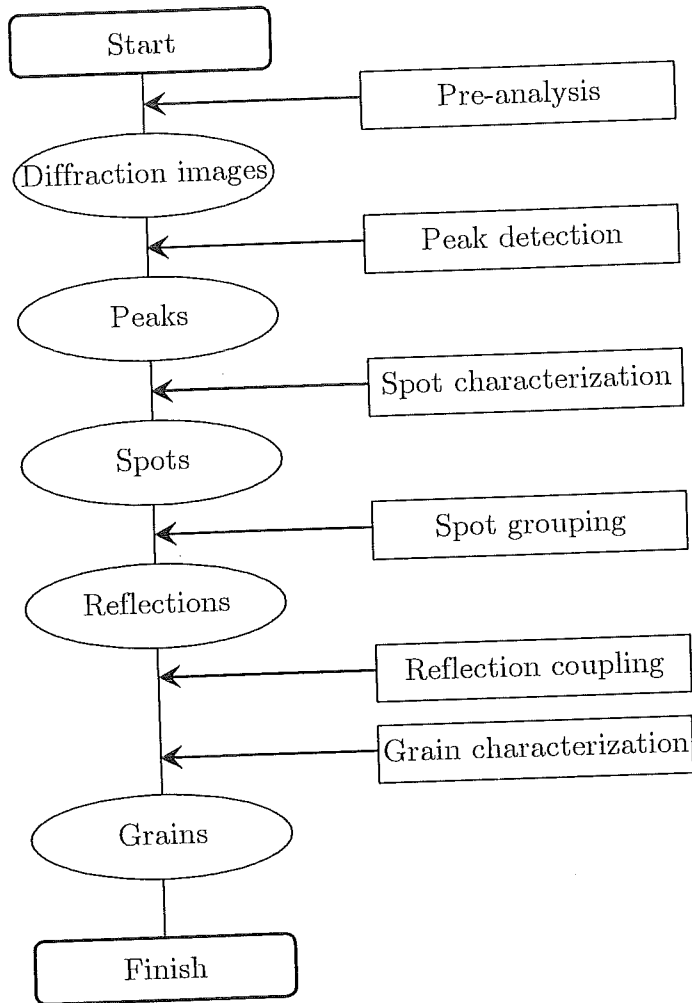 Start
Pre-analysis
Diffraction images
Peak detection
Peaks
Spot characterization
Spots
Spot grouping
Reflections
Reflection coupling
Grain characterization
Grains
Finish